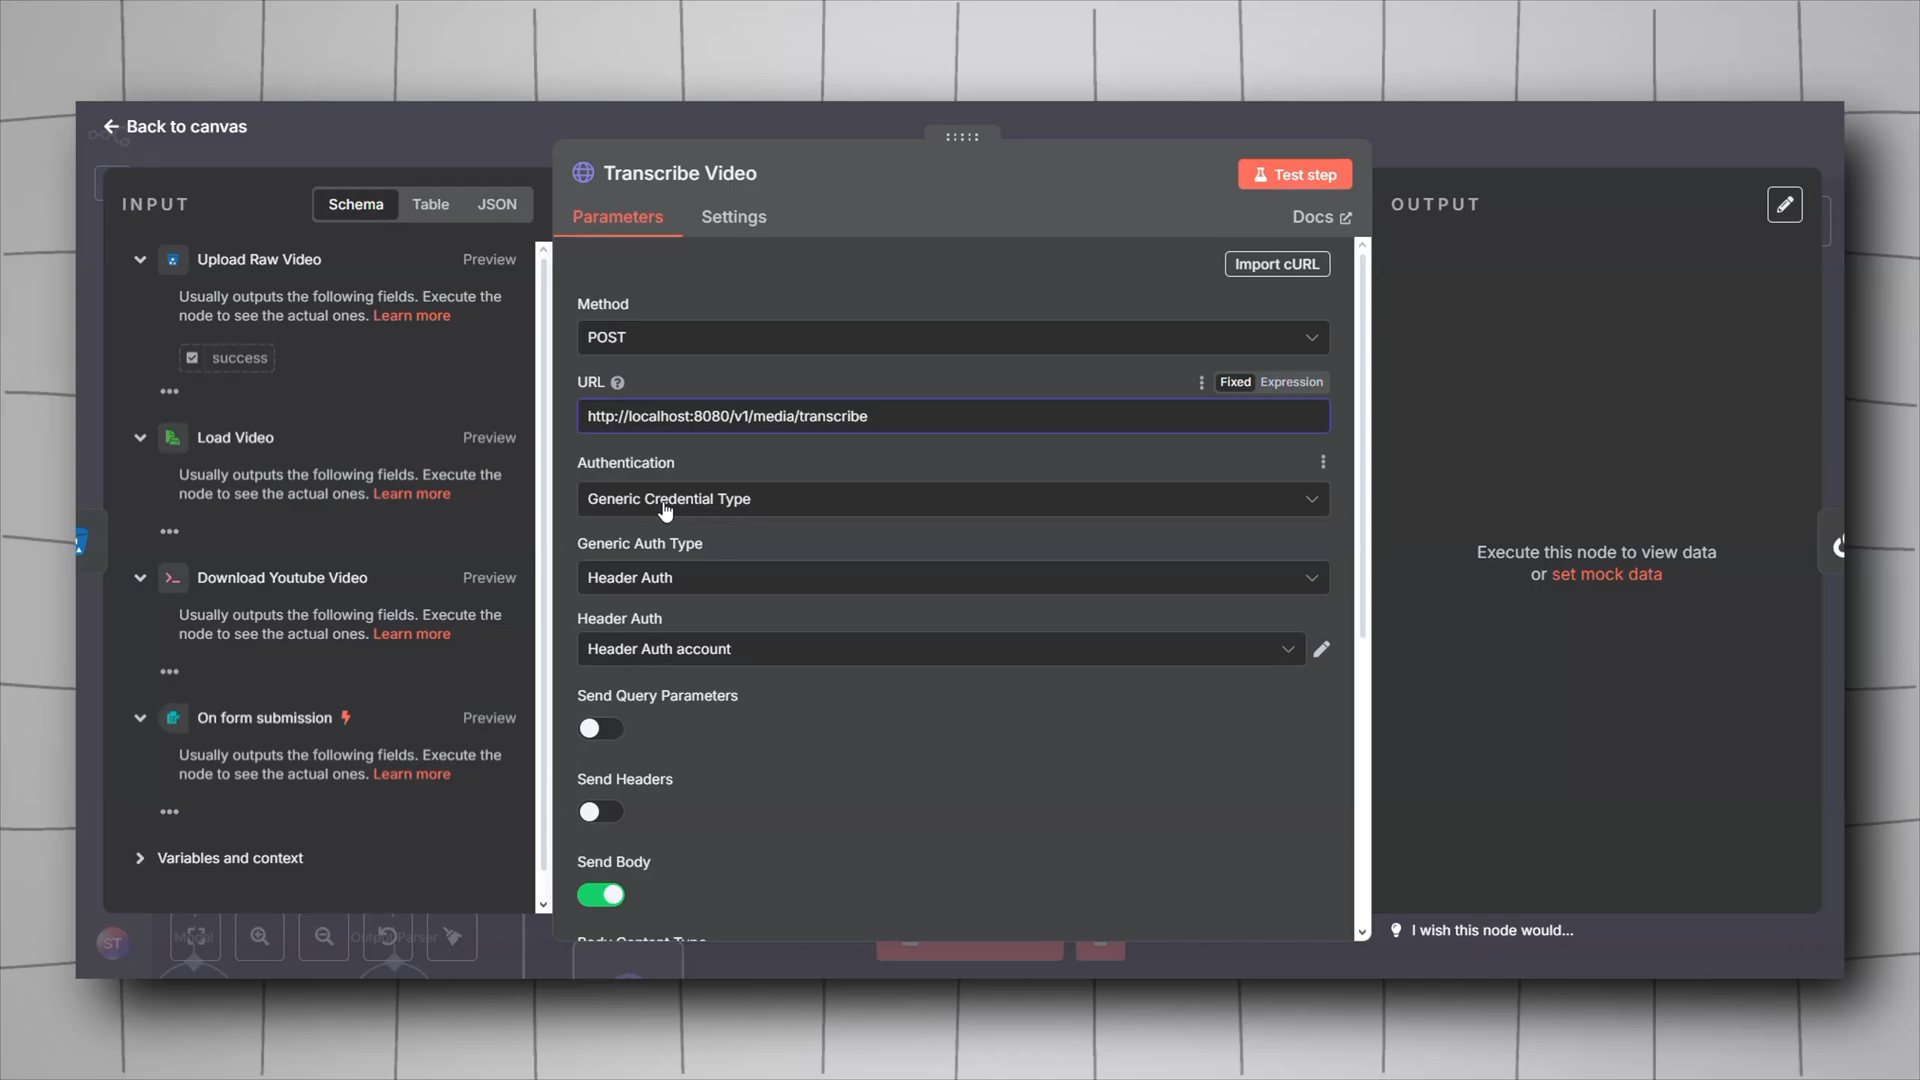 Back to canvas
INPUT
Schema
Table
JSON
Upload Raw Video
Preview
Usually outputs the following fields. Execute the
node to see the actual ones. Learn more
success
Load Video
Preview
Usually outputs the following fields. Execute the
node to see the actual ones. Learn more
Download Youtube Video
Preview
Usually outputs the following fields. Execute the
node to see the actual ones. Learn more
On form submission
Preview
Usually outputs the following fields. Execute the
node to see the actual ones. Learn more
Variables and context
ST
Model
Output Parser
Transcribe Video
Test step
Parameters
Settings
Docs
Import cURL
Method
POST
URL
Fixed
Expression
http://localhost:8080/v1/media/transcribe
Authentication
Generic Credential Type
Generic Auth Type
Header Auth
Header Auth
Header Auth account
Send Query Parameters
Send Headers
Send Body
Body Content Type
OUTPUT
Execute this node to view data
or set mock data
I wish this node would...